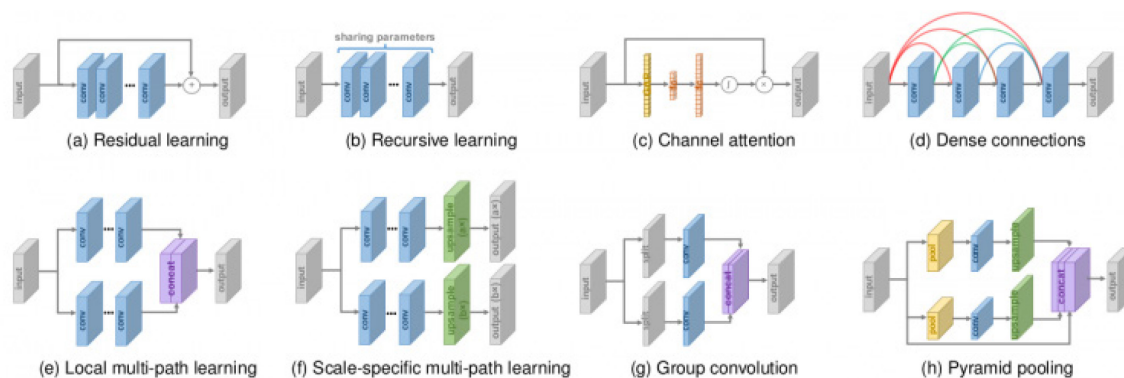 input
conv
conv
conv
output
(a) Residual learning
sharing parameters
input
conv
conv
conv
output
(b) Recursive learning
input
output
(c) Channel attention
input
conv
conv
conv
conv
output
(d) Dense connections
input
conv
conv
conv
conv
concat
output
(e) Local multi-path learning
input
conv
conv
upsample (a×)
output (a×)
conv
conv
upsample (b×)
output (b×)
(f) Scale-specific multi-path learning
input
split
conv
split
conv
concat
output
(g) Group convolution
input
pool
conv
upsample
pool
conv
upsample
concat
output
(h) Pyramid pooling